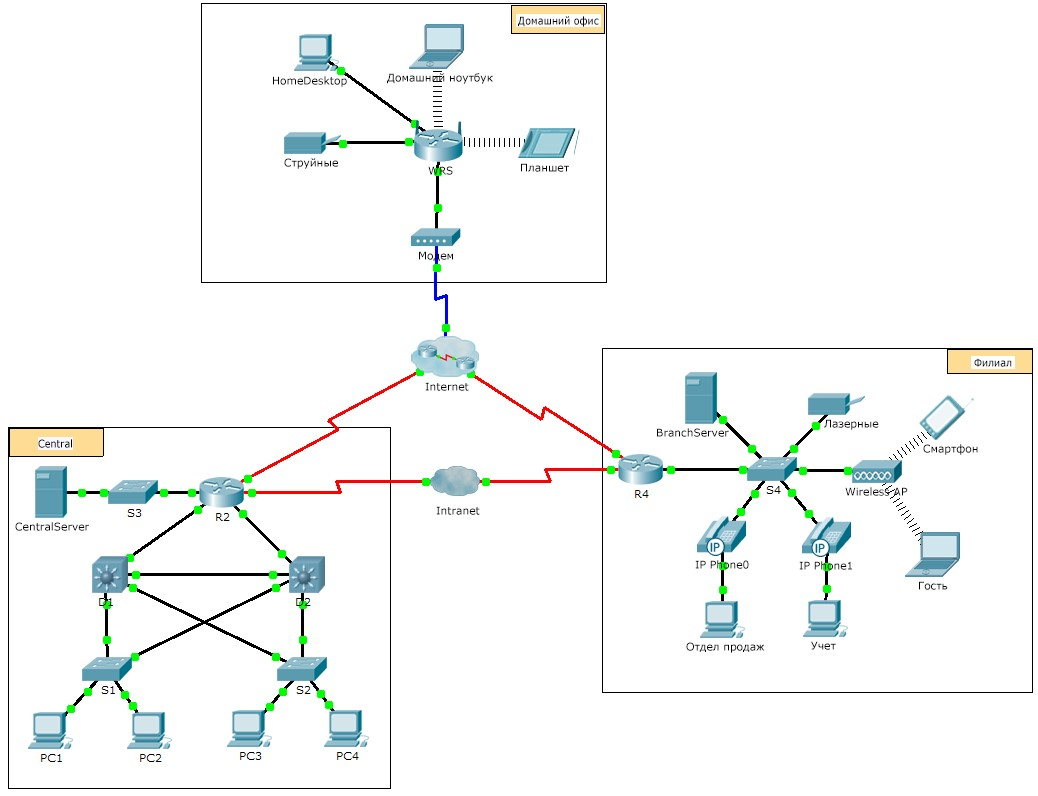 Домашний офис
HomeDesktop
Домашний ноутбук
Струйные
WRS
Планшет
Модем
Internet
Филиал
BranchServer
Лазерные
Смартфон
Central
CentralServer
S3
R2
Intranet
R4
S4
Wireless AP
IP
IP
IP Phone0
IP Phone1
Гость
D1
D2
Отдел продаж
Учет
S1
S2
PC1
PC2
PC3
PC4